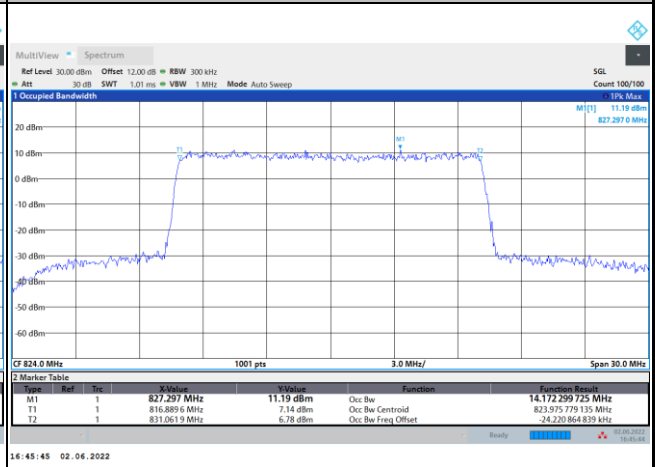 MultiView Spectrum
Ref Level 30.00 dBm Offset 12.00 dB RBW 300 kHz SGL
Att 30 dB SWT 1.01 ms VBW 1 MHz Mode Auto Sweep Count 100/100
1 Occupied Bandwidth 1Pk Max
M1[1] 11.19 dBm
827.297 0 MHz
20 dBm
M1
T1 T2
10 dBm
0 dBm
-10 dBm
-20 dBm
-30 dBm
-40 dBm
-50 dBm
-60 dBm
CF 824.0 MHz 1001 pts 3.0 MHz/ Span 30.0 MHz
2 Marker Table
Type Ref Trc X-Value Y-Value Function Function Result
M1 1 827.297 MHz 11.19 dBm Occ Bw 14.172 299 725 MHz
T1 1 816.889 6 MHz 7.14 dBm Occ Bw Centroid 823.975 779 135 MHz
T2 1 831.061 9 MHz 6.78 dBm Occ Bw Freq Offset -24.220 864 839 kHz
Ready 02.06.2022
16:45:44
16:45:45 02.06.2022